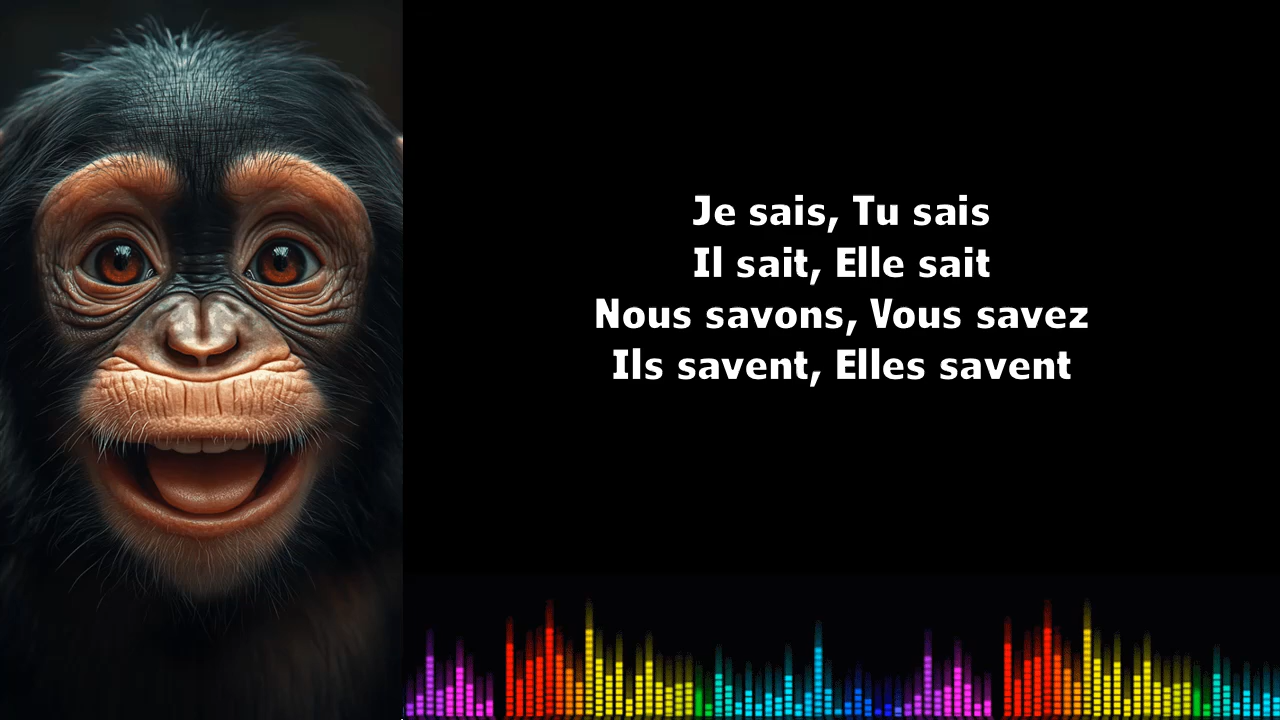 Je sais, Tu sais
Il sait, Elle sait
Nous savons, Vous savez
Ils savent, Elles savent